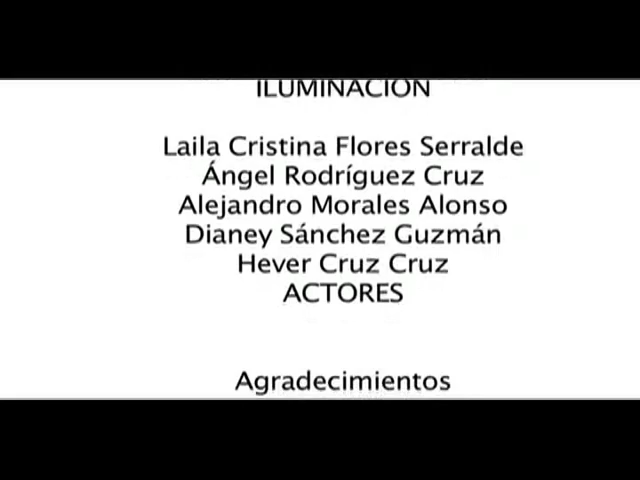 ILUMINACIÓN
Laila Cristina Flores Serralde
Ángel Rodríguez Cruz
Alejandro Morales Alonso
Dianey Sánchez Guzmán
Hever Cruz Cruz
ACTORES
Agradecimientos